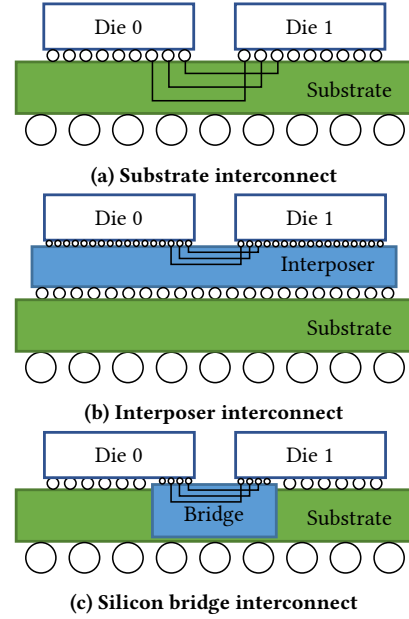 Die 0
Die 1
Substrate
(a) Substrate interconnect
Die 0
Die 1
Interposer
Substrate
(b) Interposer interconnect
Die 0
Die 1
Bridge
Substrate
(c) Silicon bridge interconnect